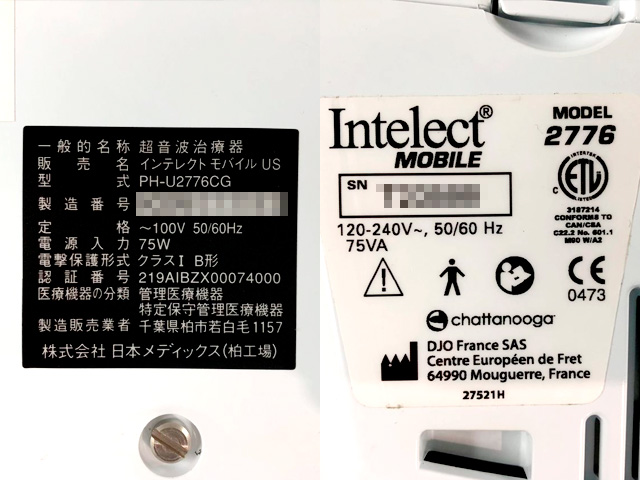 一般的名称 超音波治療器
販売名 インテレクト モバイル US
型式 PH-U2776CG
製造番号
定格 ～100V 50/60Hz
電源入力 75W
電撃保護形式 クラスⅠ B形
認証番号 219AIBZX00074000
医療機器の分類 管理医療機器
特定保守管理医療機器
製造販売業者 千葉県柏市若白毛1157
株式会社 日本メディックス(柏工場)
Intelect®
MOBILE
MODEL
2776
SN
INTERTEK
C ETL
3187214
CONFORMS TO
CAN/CSA
C22.2 No. 601.1
M90 W/A2
120-240V~, 50/60 Hz
75VA
CE
0473
chattanooga
DJO France SAS
Centre Européen de Fret
64990 Mouguerre, France
27521H